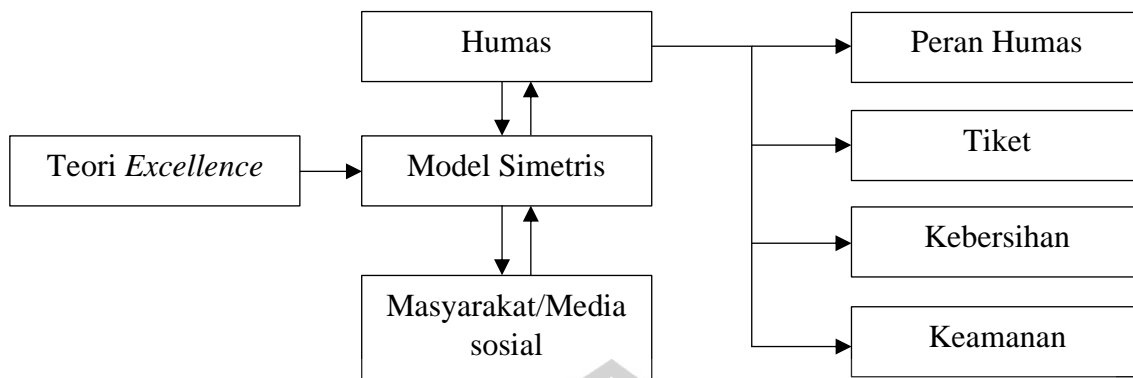 Humas
Peran Humas
Tiket
Teori Excellence
Model Simetris
Kebersihan
Masyarakat/Media
sosial
Keamanan